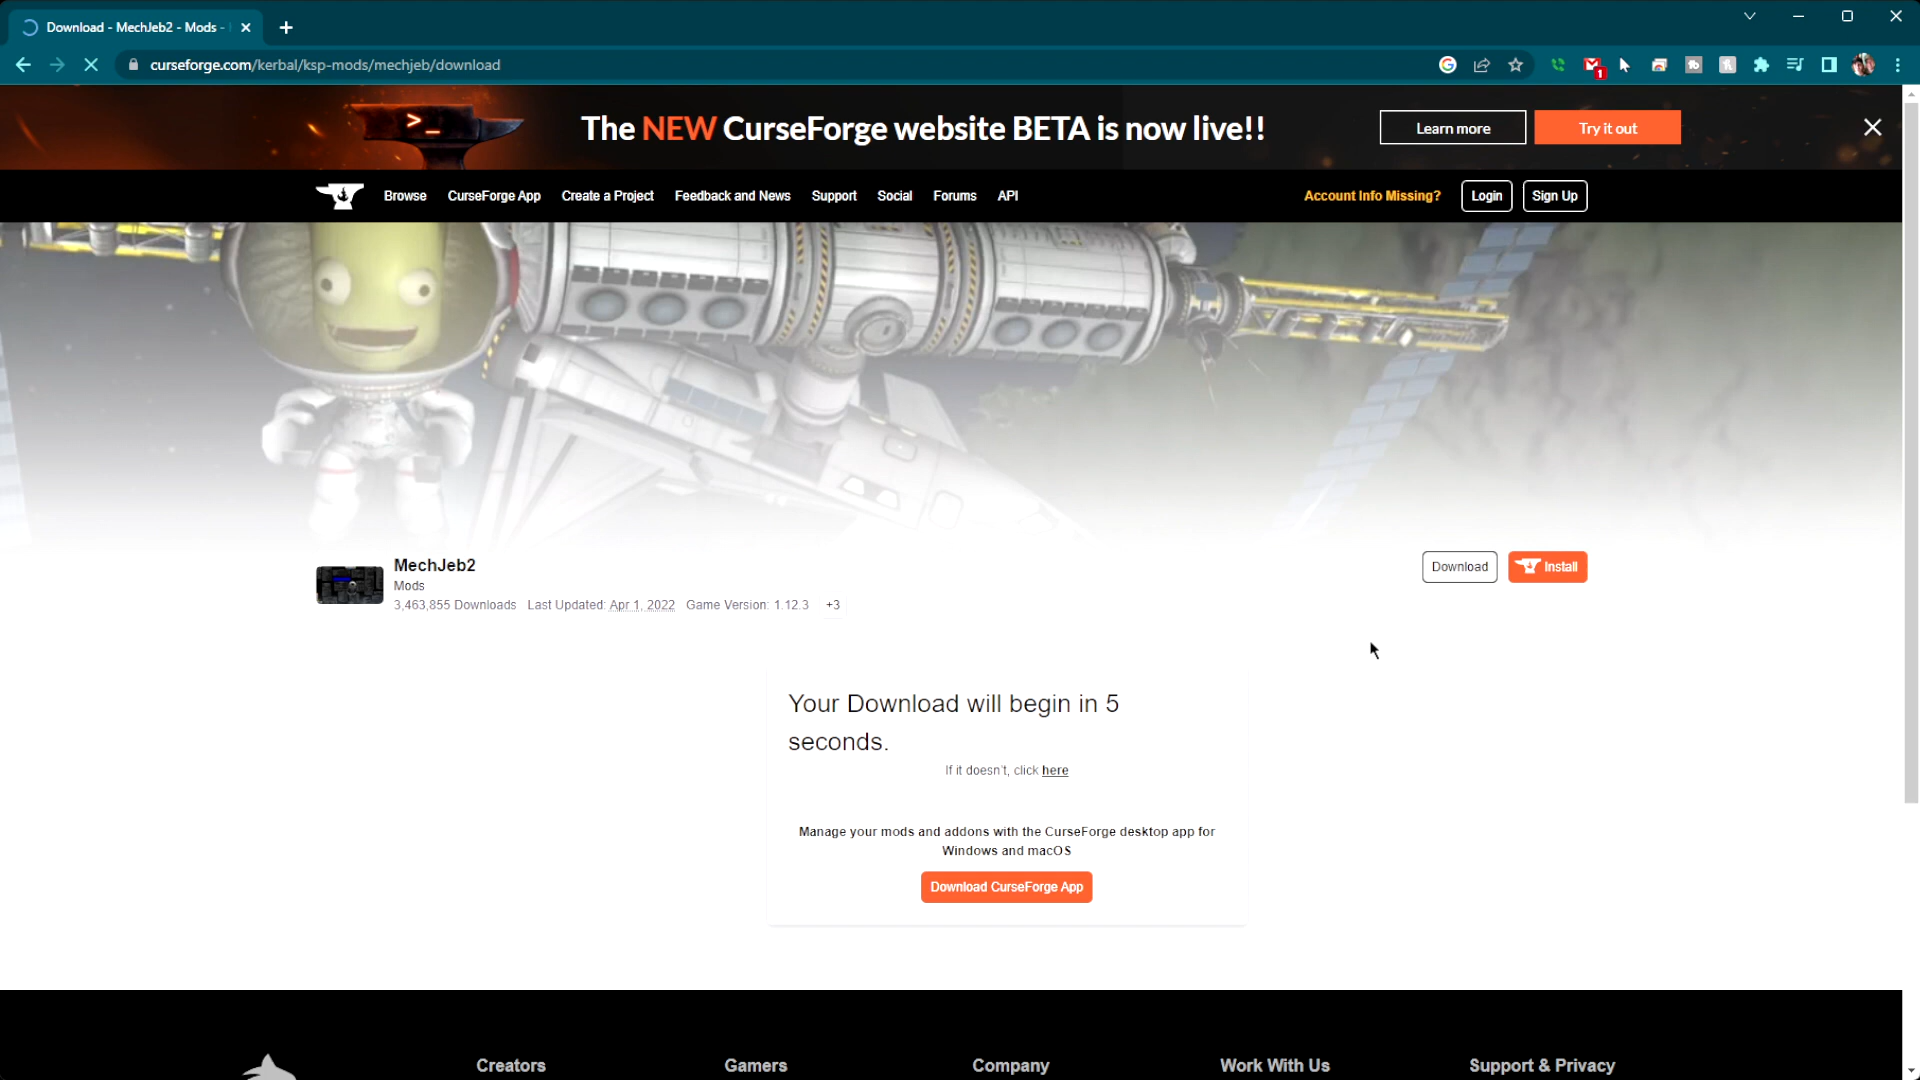 Download - MechJeb2 - Mods -
curseforge.com/kerbal/ksp-mods/mechjeb/download
1
The NEW CurseForge website BETA is now live!!
Learn more
Try it out
Browse
CurseForge App
Create a Project
Feedback and News
Support
Social
Forums
API
Account Info Missing?
Login
Sign Up
MechJeb2
Mods
3,463,855 Downloads Last Updated: Apr 1, 2022 Game Version: 1.12.3 +3
Download
Install
Your Download will begin in 5
seconds.
If it doesn't, click here
Manage your mods and addons with the CurseForge desktop app for
Windows and macOS
Download CurseForge App
Creators
Gamers
Company
Work With Us
Support & Privacy